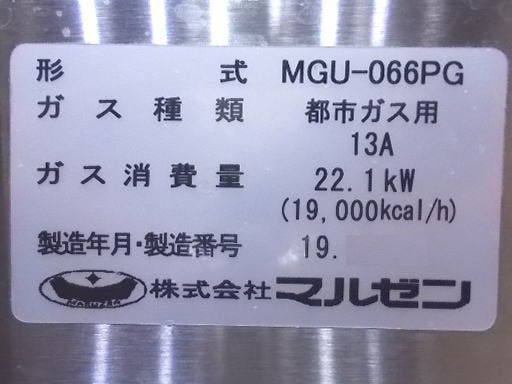 形式 MGU-066PG
ガス種類 都市ガス用
13A
ガス消費量 22.1kW
(19,000kcal/h)
製造年月・製造番号 19.
MARUZEN 株式会社 マルゼン